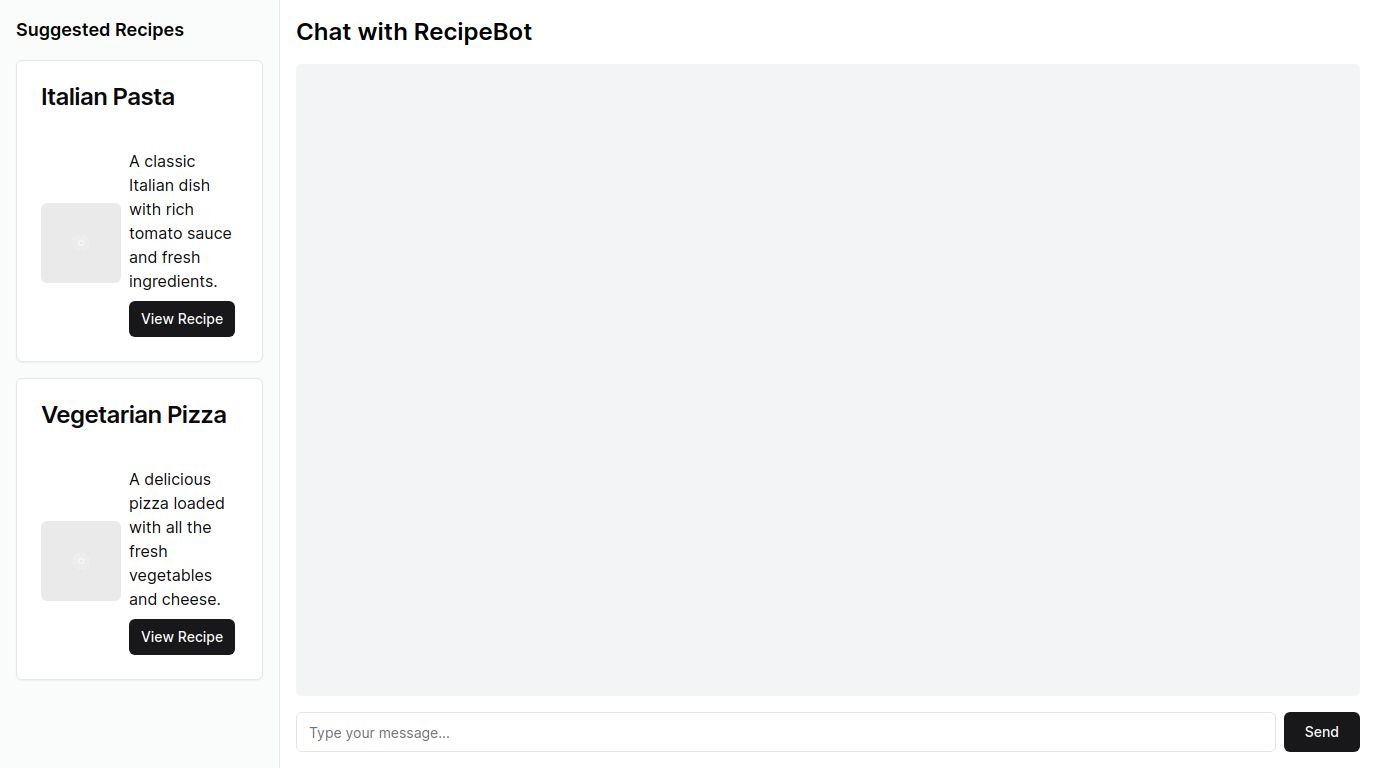 Suggested Recipes
Italian Pasta
A classic
Italian dish
with rich
tomato sauce
and fresh
ingredients.
View Recipe
Vegetarian Pizza
A delicious
pizza loaded
with all the
fresh
vegetables
and cheese.
View Recipe
Chat with RecipeBot
Type your message...
Send